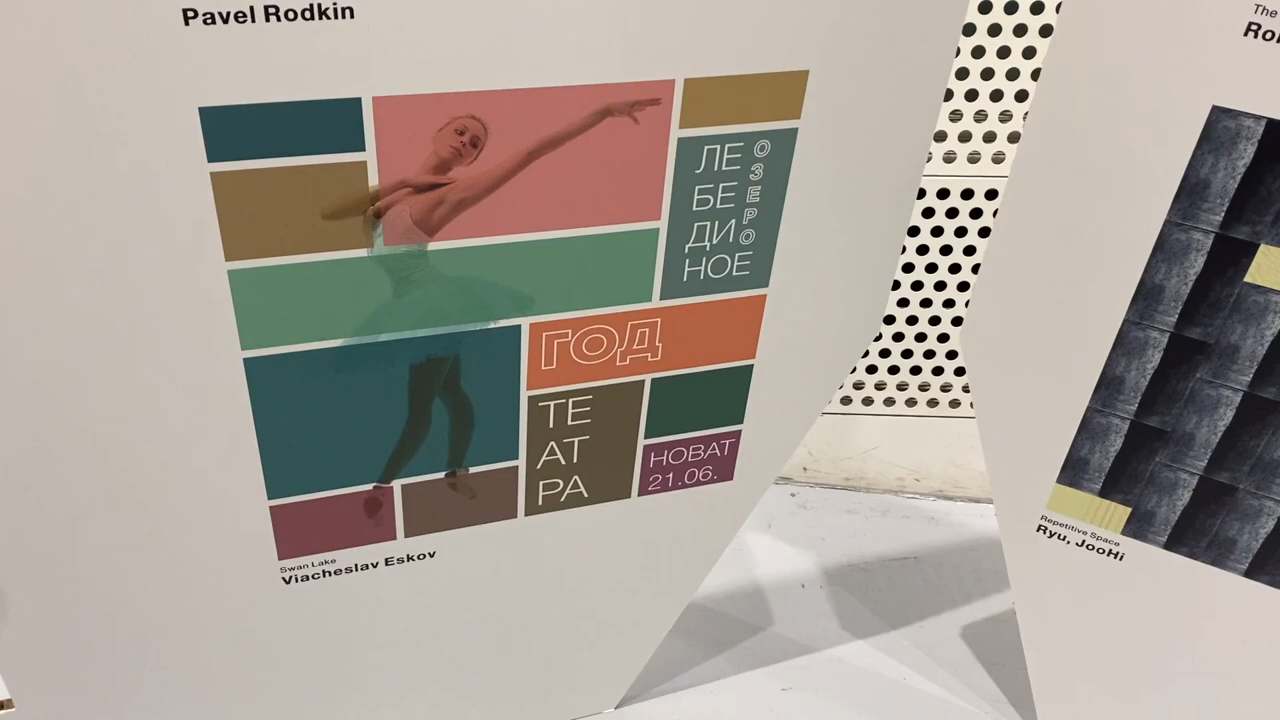 Pavel Rodkin
ЛЕ
БЕ
ДИ
НОЕ
ОЗЕРО
ГОД
ТЕ
АТ
РА
НОВАТ
21.06.
Swan Lake
Viacheslav Eskov
The
Repetitive Space
Ryu, JooHi